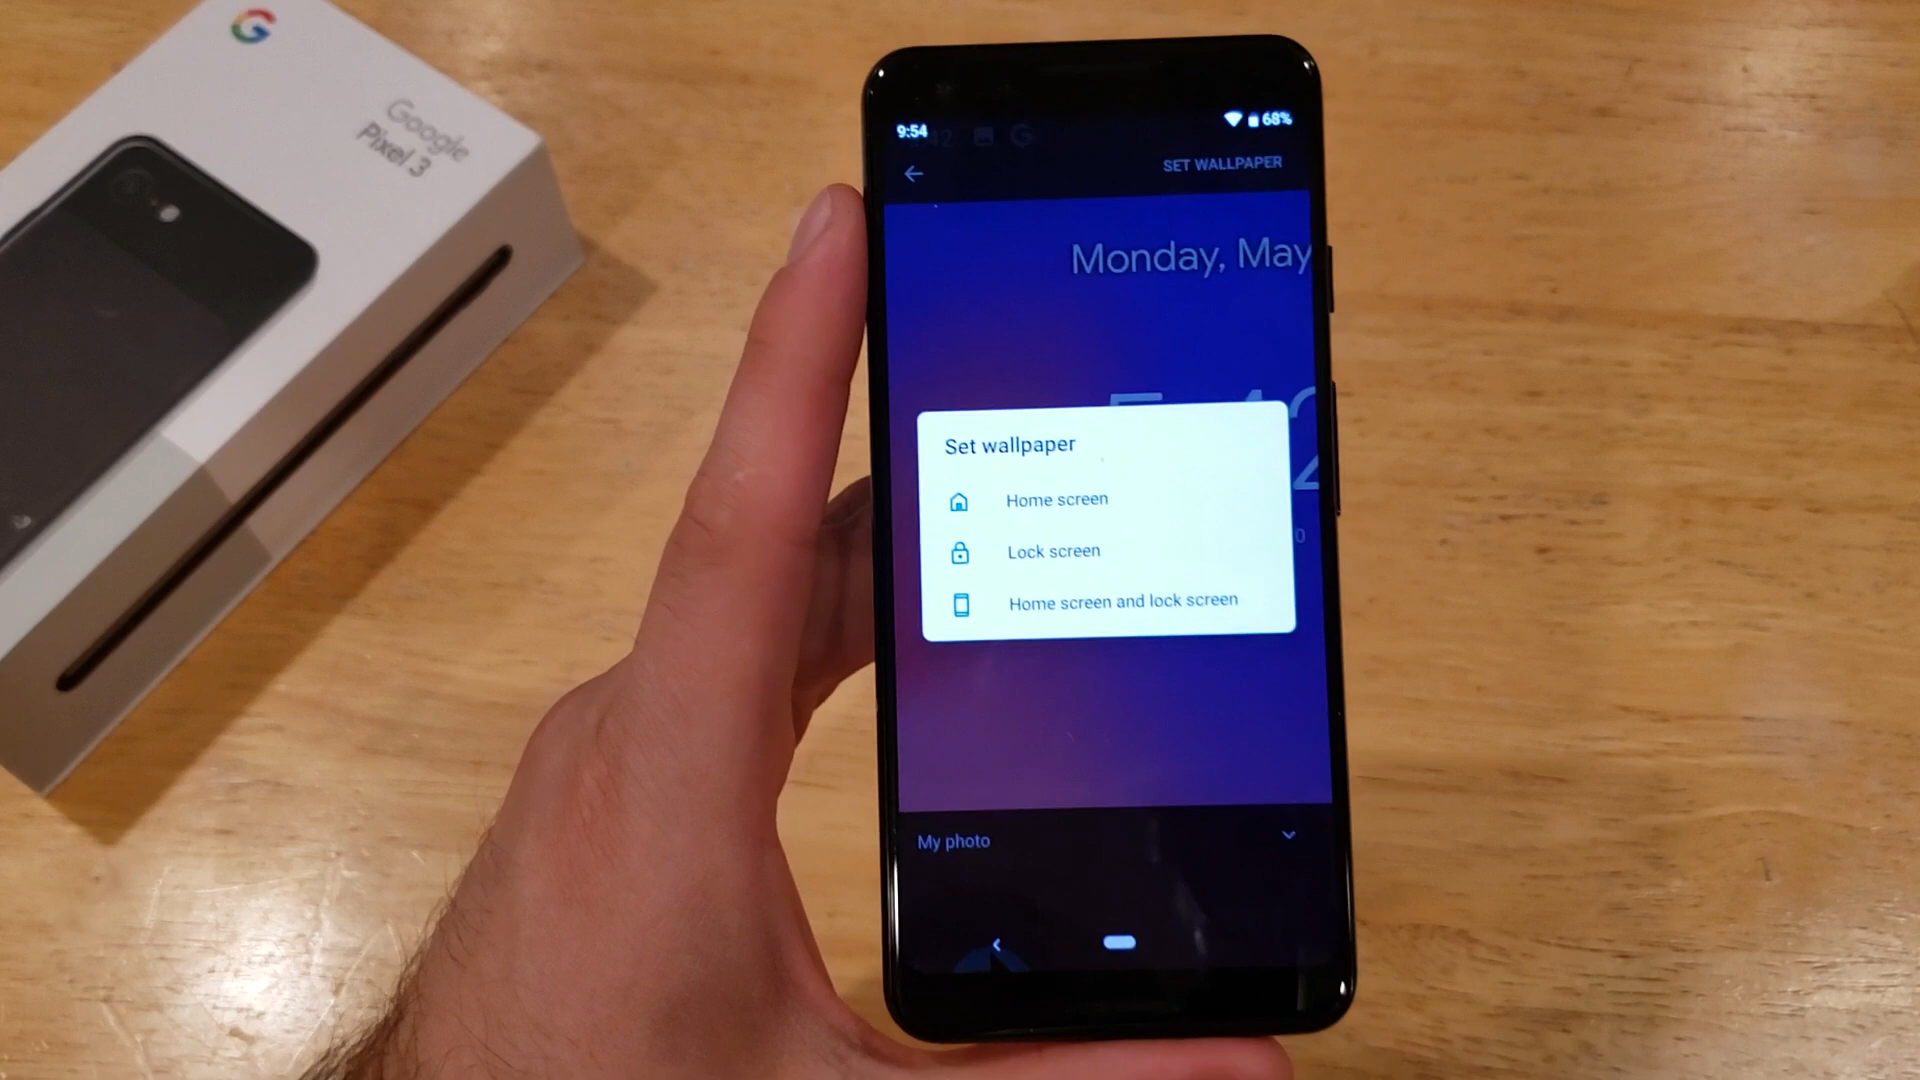 G
Google
Pixel 3
9:54
68%
SET WALLPAPER
Monday, May
Set wallpaper
Home screen
Lock screen
Home screen and lock screen
My photo